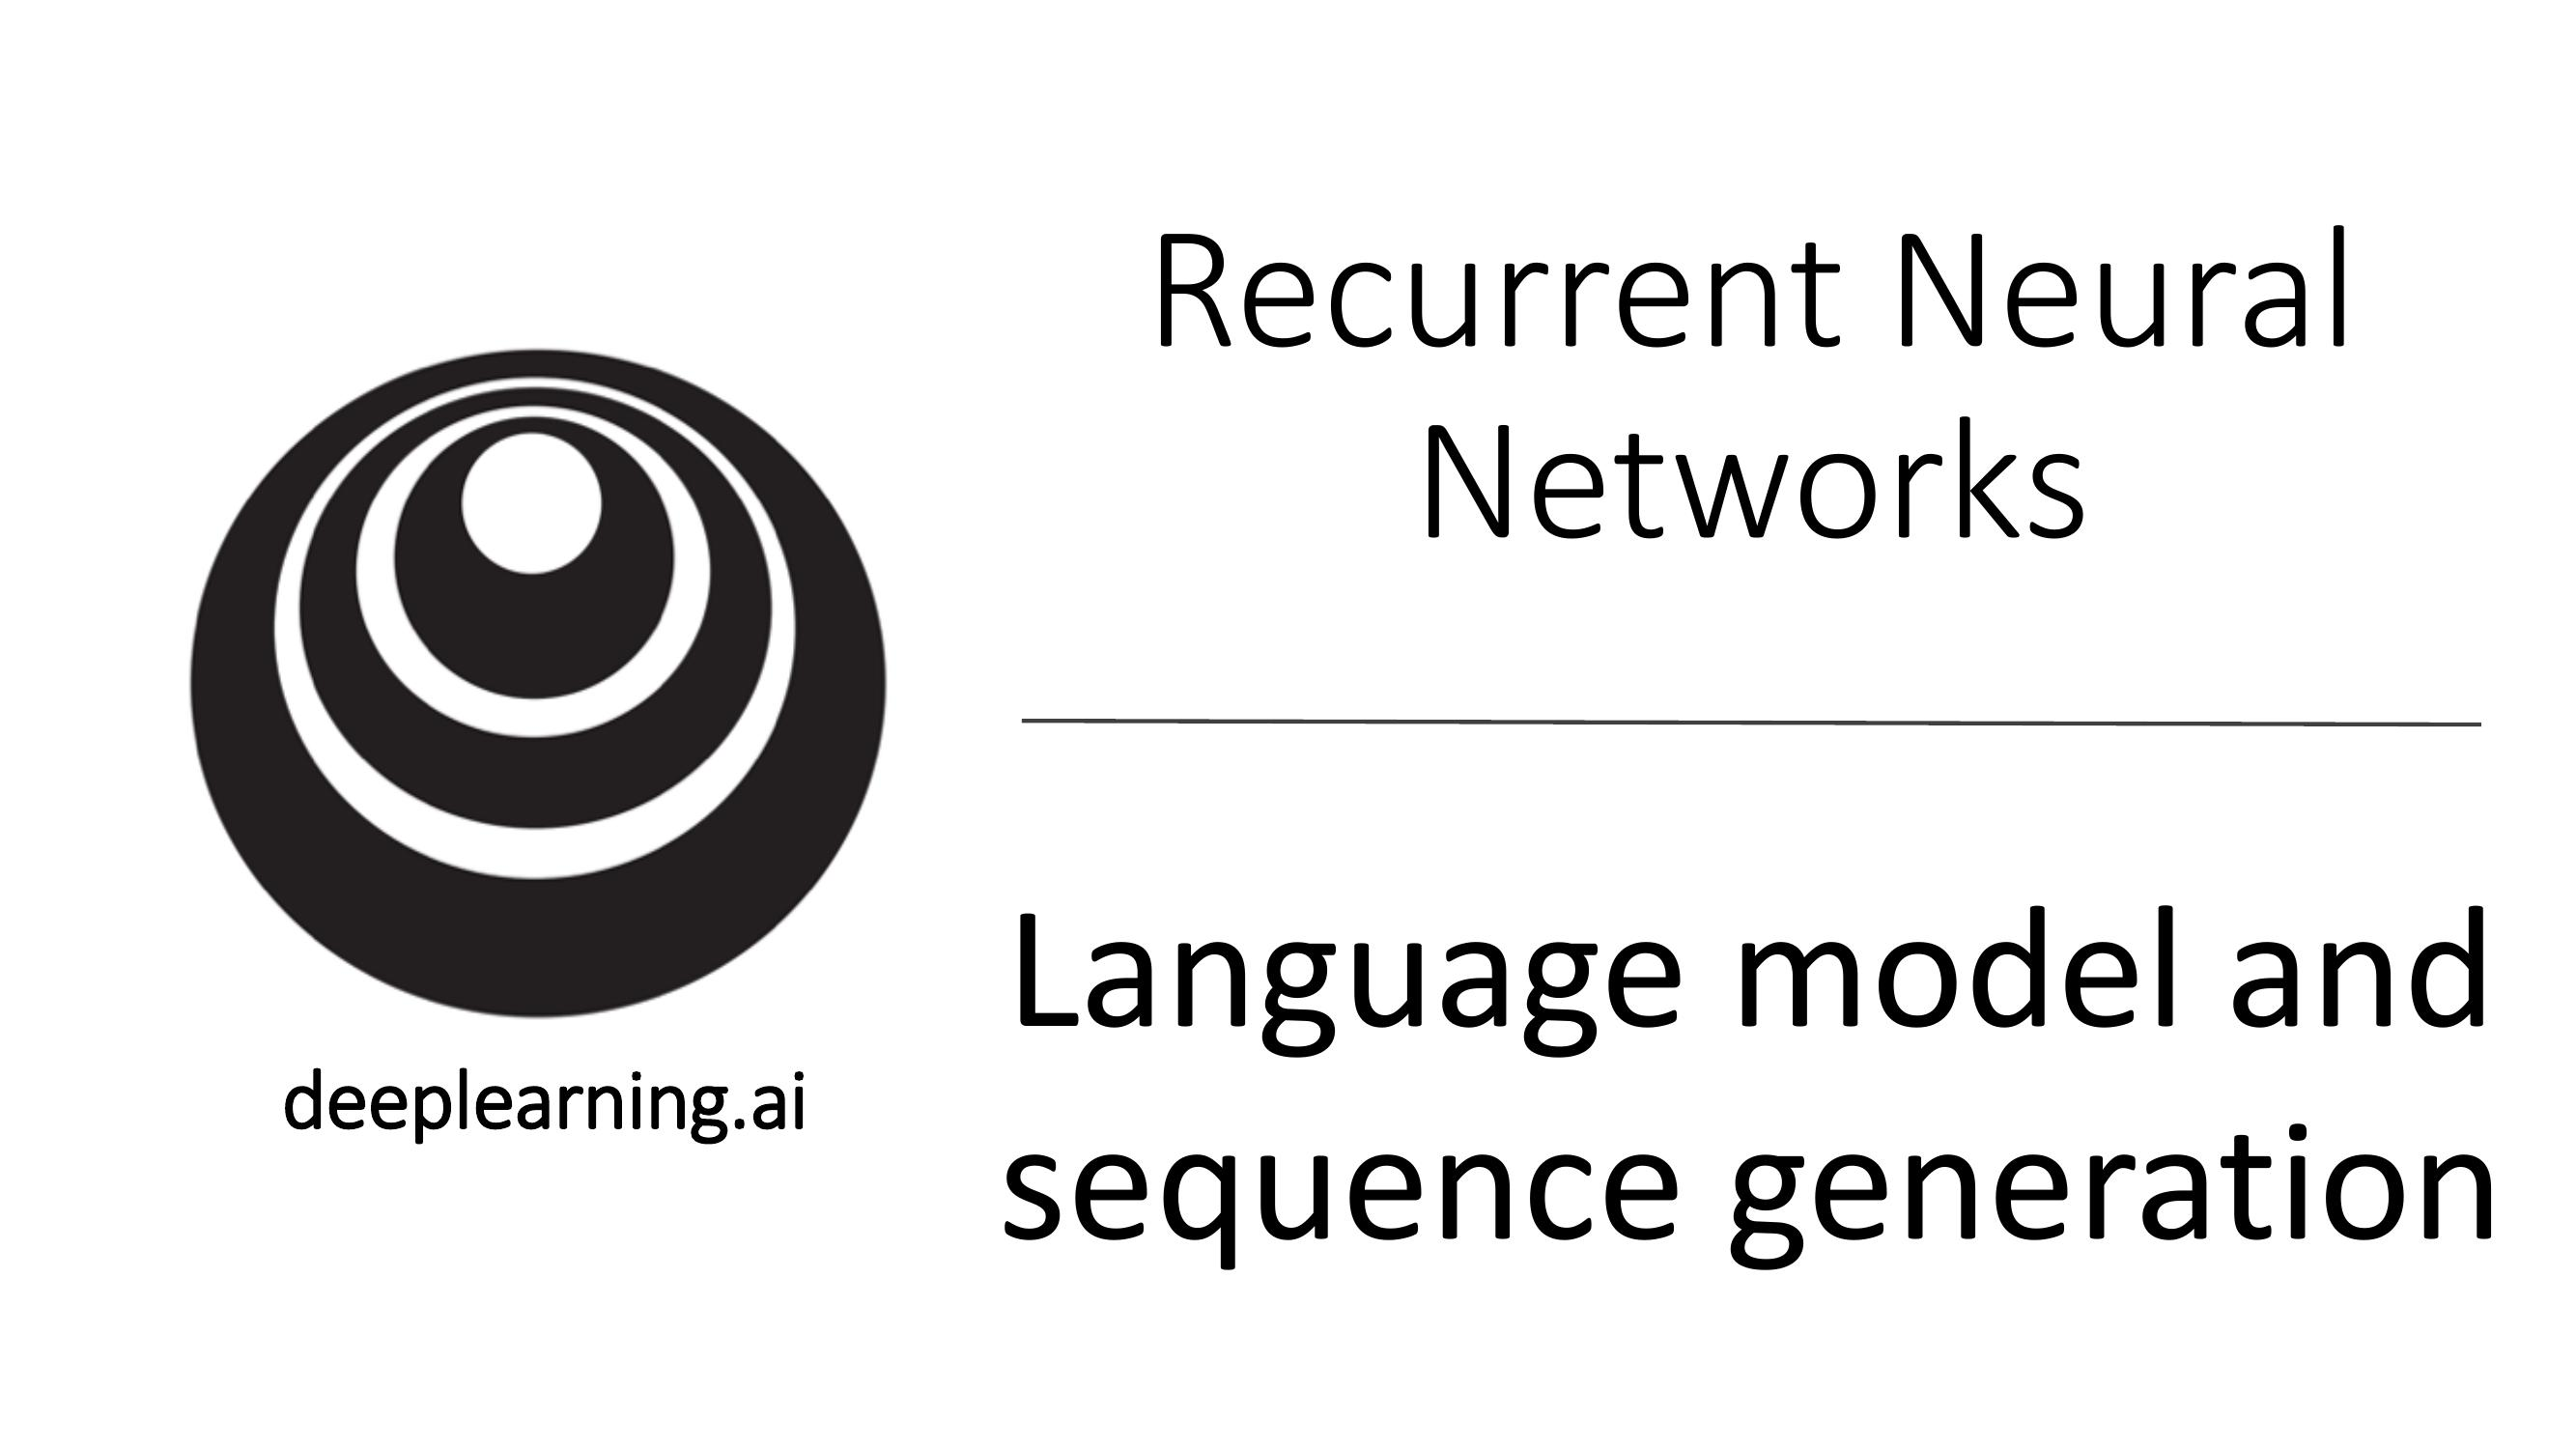 Recurrent Neural
Networks
Language model and
sequence generation
deeplearning.ai